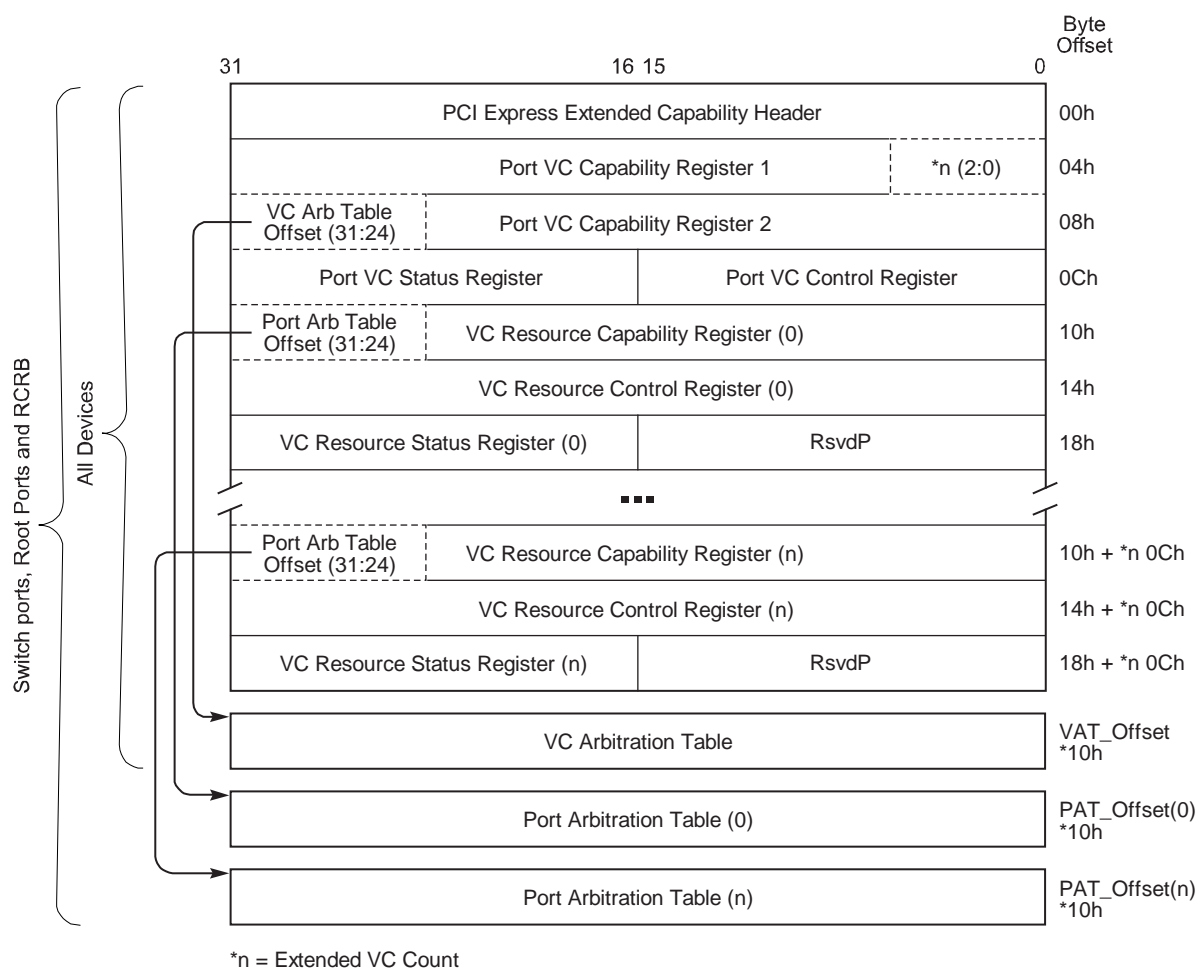 Byte
Offset
31 16 15 0
PCI Express Extended Capability Header 00h
Port VC Capability Register 1 *n (2:0) 04h
VC Arb Table
Offset (31:24) Port VC Capability Register 2 08h
Port VC Status Register Port VC Control Register 0Ch
Port Arb Table
Offset (31:24) VC Resource Capability Register (0) 10h
VC Resource Control Register (0) 14h
VC Resource Status Register (0) RsvdP 18h
Port Arb Table
Offset (31:24) VC Resource Capability Register (n) 10h + *n 0Ch
VC Resource Control Register (n) 14h + *n 0Ch
VC Resource Status Register (n) RsvdP 18h + *n 0Ch
VC Arbitration Table VAT_Offset
*10h
Port Arbitration Table (0) PAT_Offset(0)
*10h
Port Arbitration Table (n) PAT_Offset(n)
*10h
Switch ports, Root Ports and RCRB
All Devices
*n = Extended VC Count